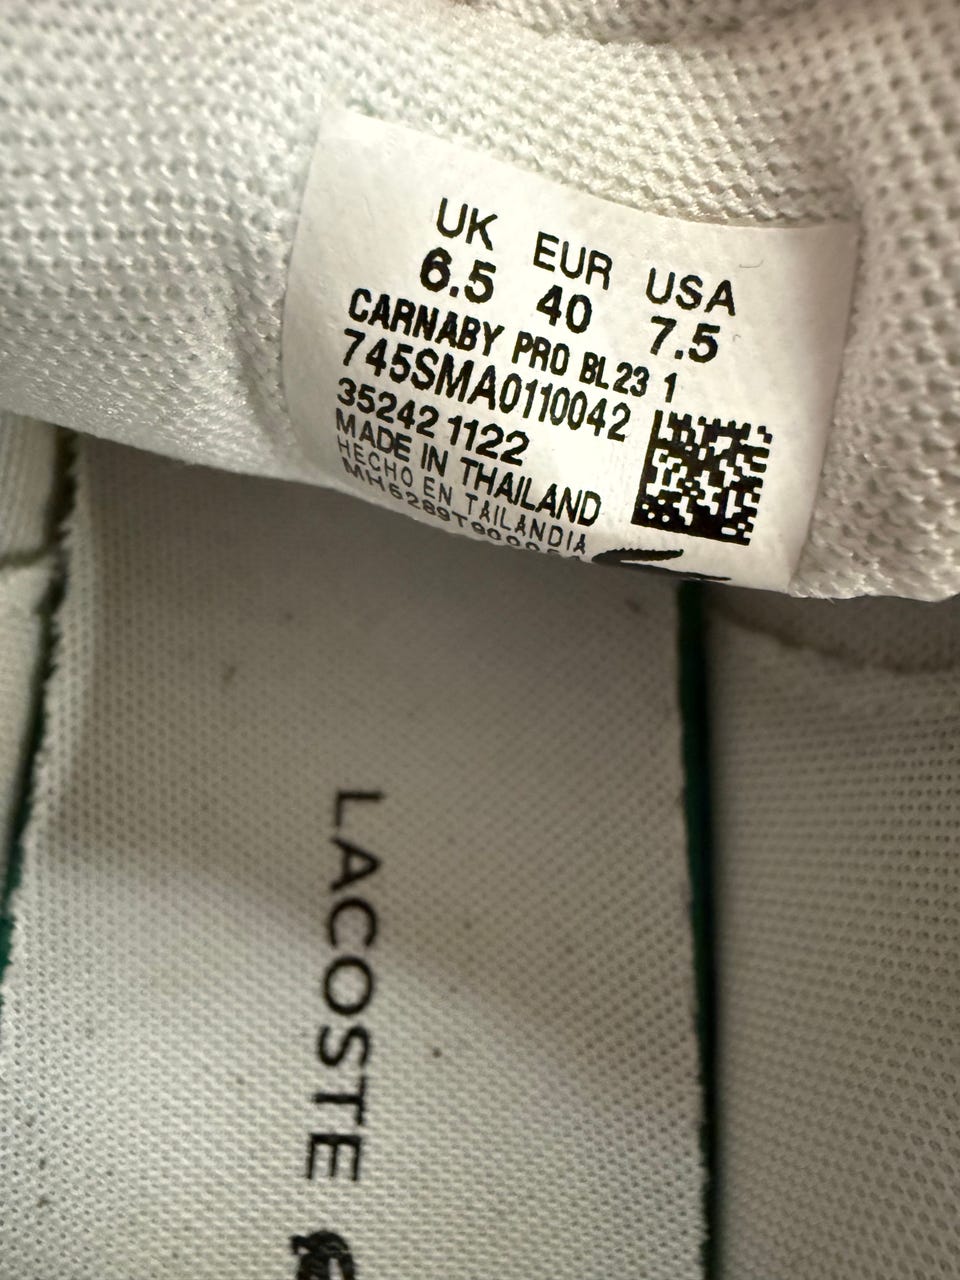 UK EUR USA
6.5 40 7.5
CARNABY PRO BL23 1
745SMA0110042
35242 1122
MADE IN THAILAND
HECHO EN TAILANDIA
LACOSTE